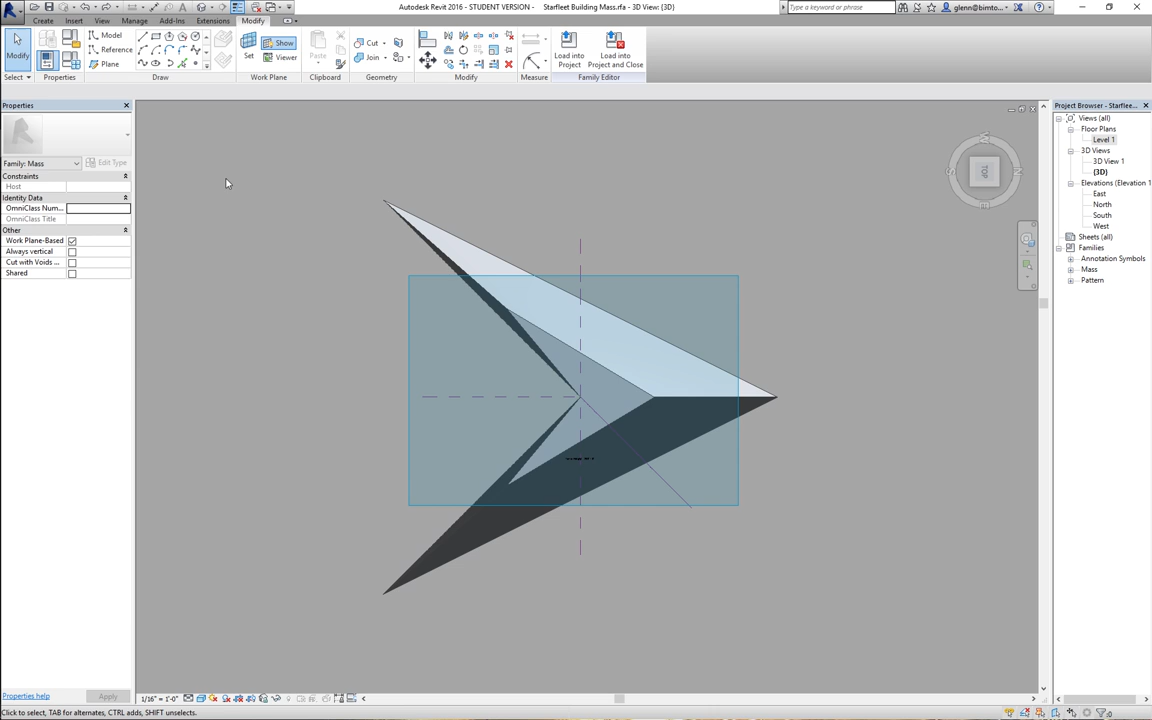 Autodesk Revit 2016 - STUDENT VERSION - Starfleet Building Mass.rfa - 3D View: {3D}
Type a keyword or phrase
glenn@bimto...
Create Insert View Manage Add-Ins Extensions Modify
Modify
Model
Reference
Plane
Set
Show
Viewer
Paste
Cut
Join
Load into Project
Load into Project and Close
Select Properties Draw Work Plane Clipboard Geometry Modify Measure Family Editor
Properties
Family: Mass
Edit Type
Constraints
Host
Identity Data
OmniClass Num...
OmniClass Title
Other
Work Plane-Based
Always vertical
Cut with Voids ...
Shared
Properties help
Apply
TOP
W
N
S
E
Project Browser - Starflee...
Views (all)
Floor Plans
Level 1
3D Views
3D View 1
{3D}
Elevations (Elevation 1
East
North
South
West
Sheets (all)
Families
Annotation Symbols
Mass
Pattern
1/16" = 1'-0"
Click to select, TAB for alternates, CTRL adds, SHIFT unselects.
:0